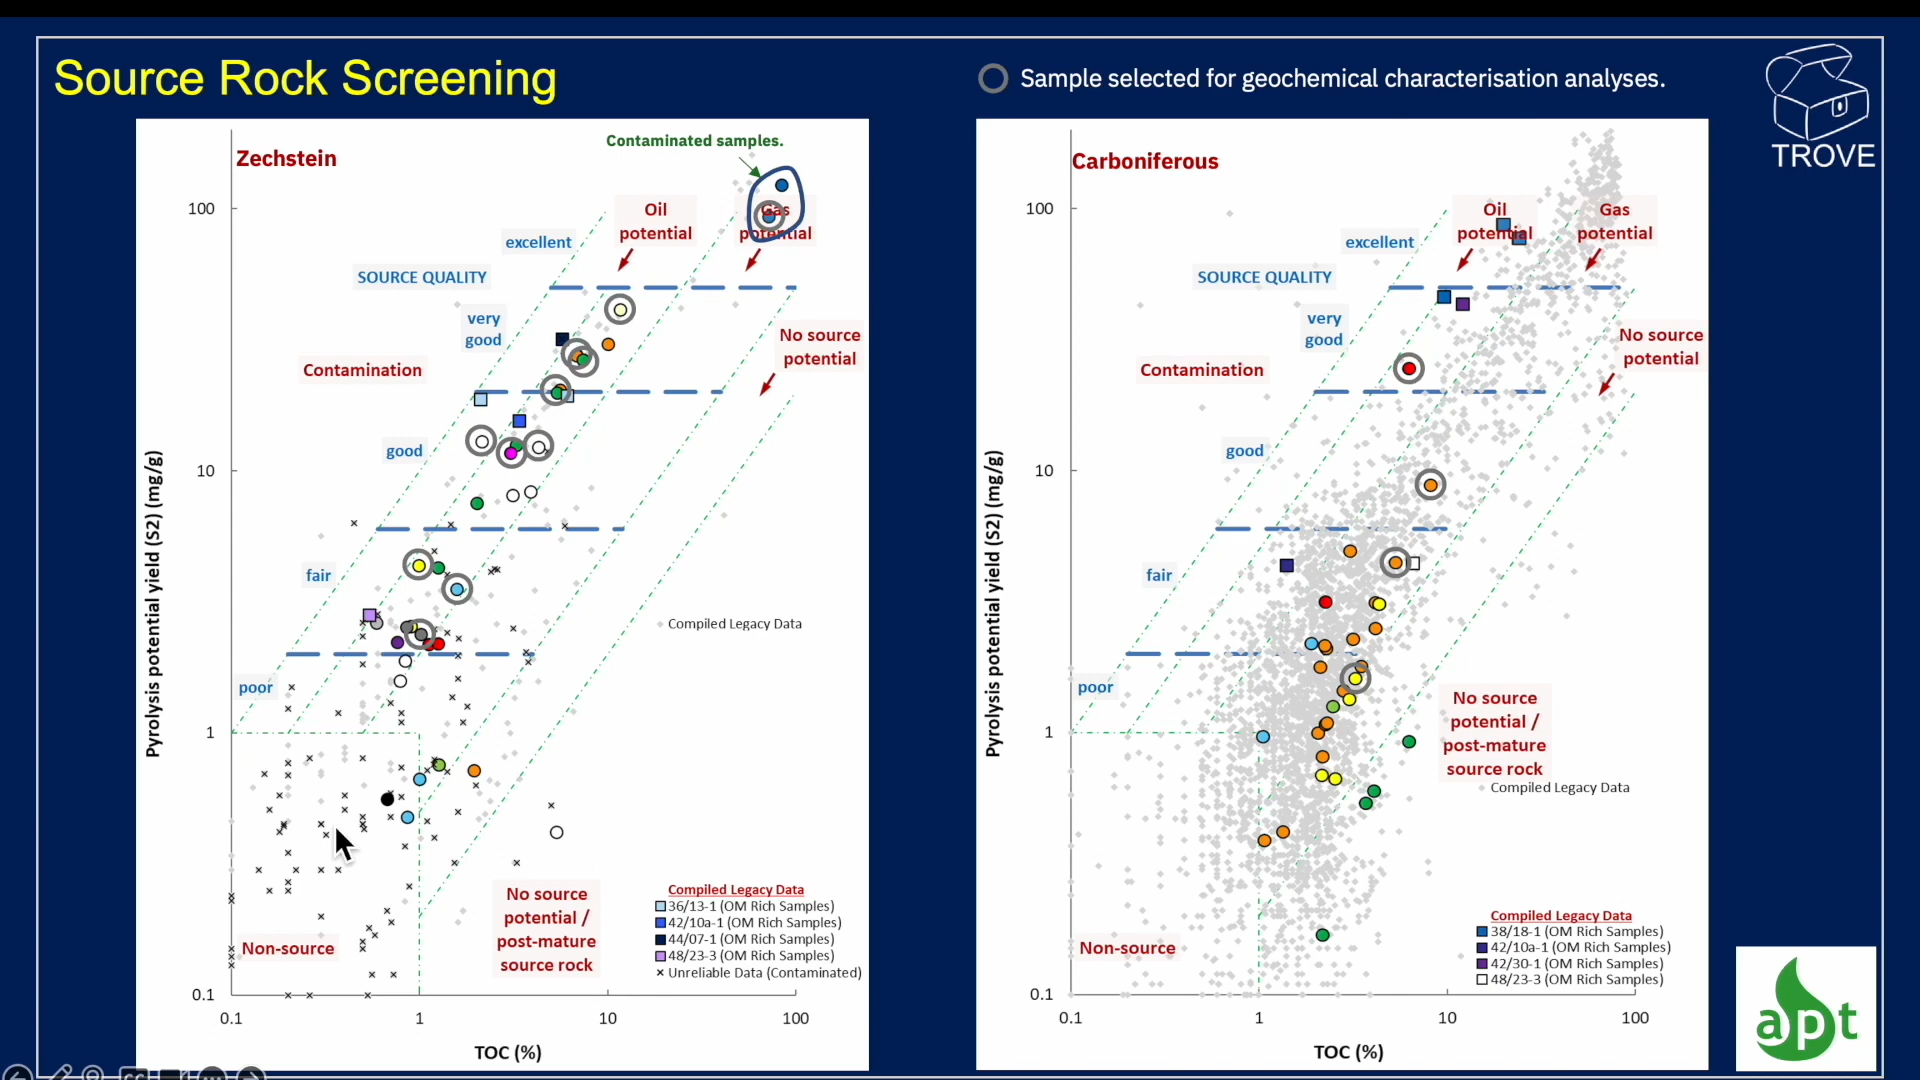 Source Rock Screening
Sample selected for geochemical characterisation analyses.
TROVE
Zechstein
Contaminated samples.
100
Oil
potential
Gas
potential
excellent
SOURCE QUALITY
very
good
No source
potential
Contamination
good
10
fair
Compiled Legacy Data
poor
1
Pyrolysis potential yield (S2) (mg/g)
Compiled Legacy Data
36/13-1 (OM Rich Samples)
42/10a-1 (OM Rich Samples)
44/07-1 (OM Rich Samples)
48/23-3 (OM Rich Samples)
Unreliable Data (Contaminated)
No source
potential /
post-mature
source rock
Non-source
0.1
0.1
1
10
100
TOC (%)
Carboniferous
100
Oil
potential
Gas
potential
excellent
SOURCE QUALITY
very
good
No source
potential
Contamination
good
10
fair
poor
No source
potential /
post-mature
source rock
1
Compiled Legacy Data
Pyrolysis potential yield (S2) (mg/g)
Compiled Legacy Data
38/18-1 (OM Rich Samples)
42/10a-1 (OM Rich Samples)
42/30-1 (OM Rich Samples)
48/23-3 (OM Rich Samples)
Non-source
0.1
0.1
1
10
100
TOC (%)
apt